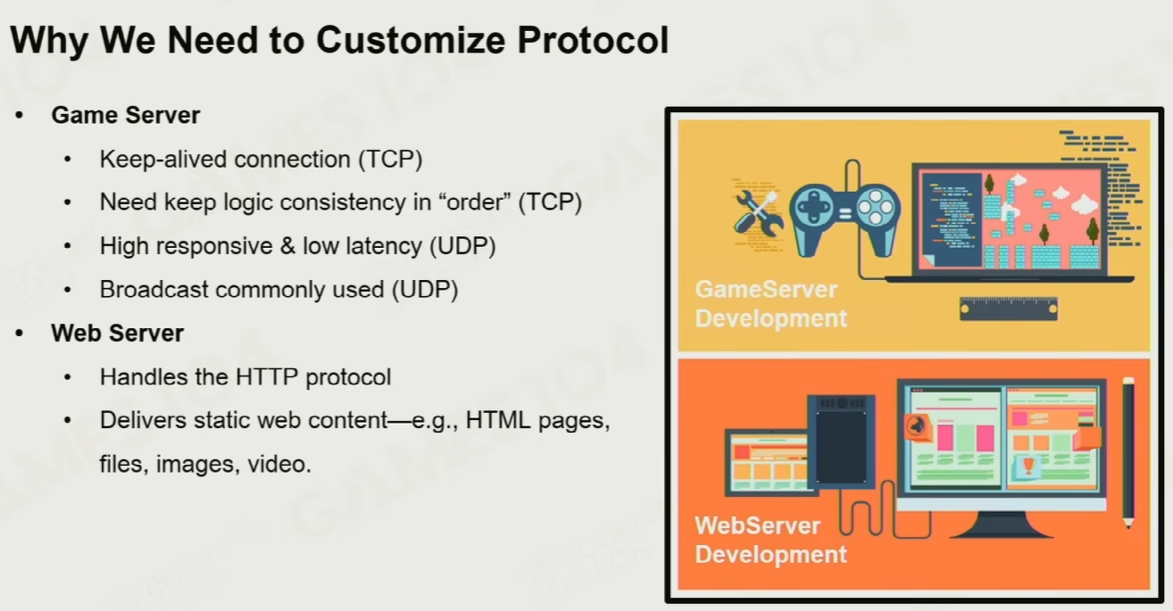 Why We Need to Customize Protocol
• Game Server
• Keep-alived connection (TCP)
• Need keep logic consistency in “order” (TCP)
• High responsive & low latency (UDP)
• Broadcast commonly used (UDP)
• Web Server
• Handles the HTTP protocol
• Delivers static web content—e.g., HTML pages,
files, images, video.
GameServer
Development
WebServer
Development
GAMES 104